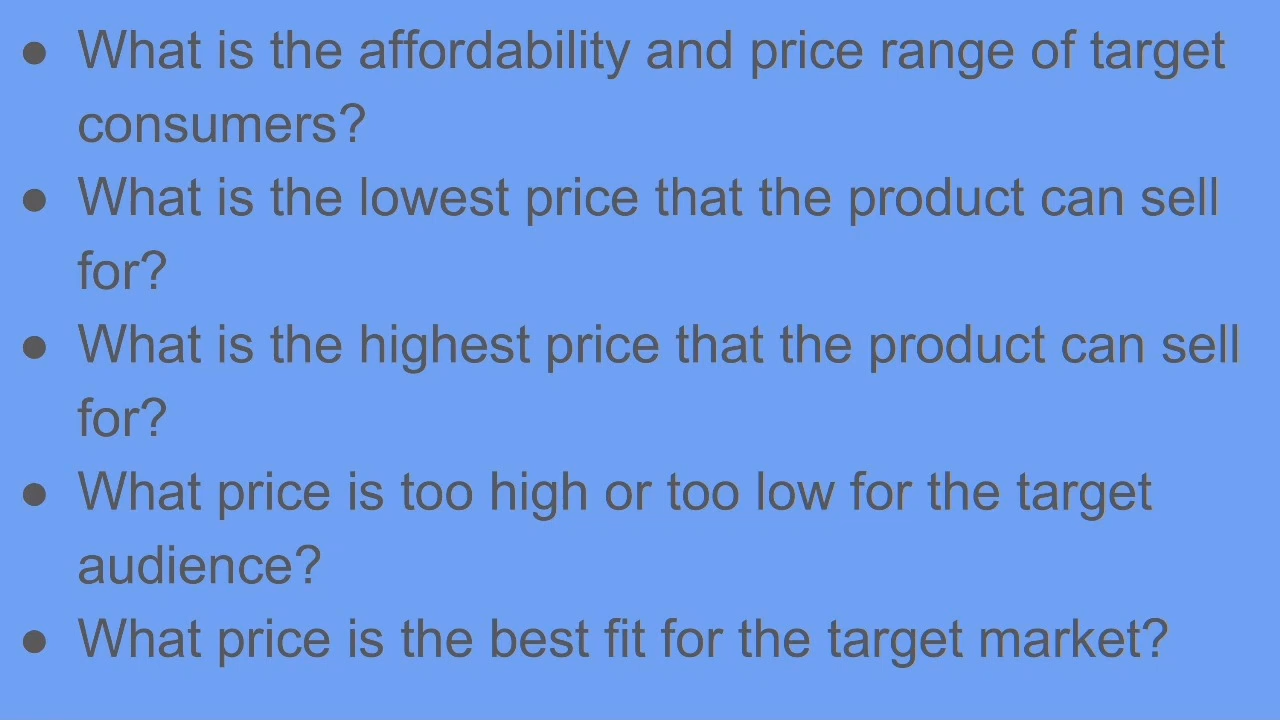 ● What is the affordability and price range of target
consumers?
● What is the lowest price that the product can sell
for?
● What is the highest price that the product can sell
for?
● What price is too high or too low for the target
audience?
● What price is the best fit for the target market?